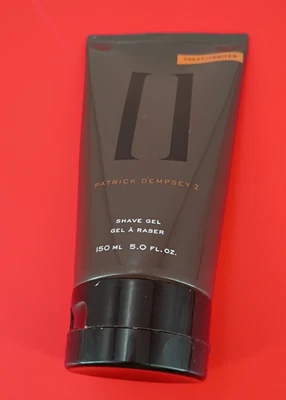 TREAT•TRAITER
PATRICK DEMPSEY 2
SHAVE GEL
GEL À RASER
150 ML 5.0 FL. OZ.